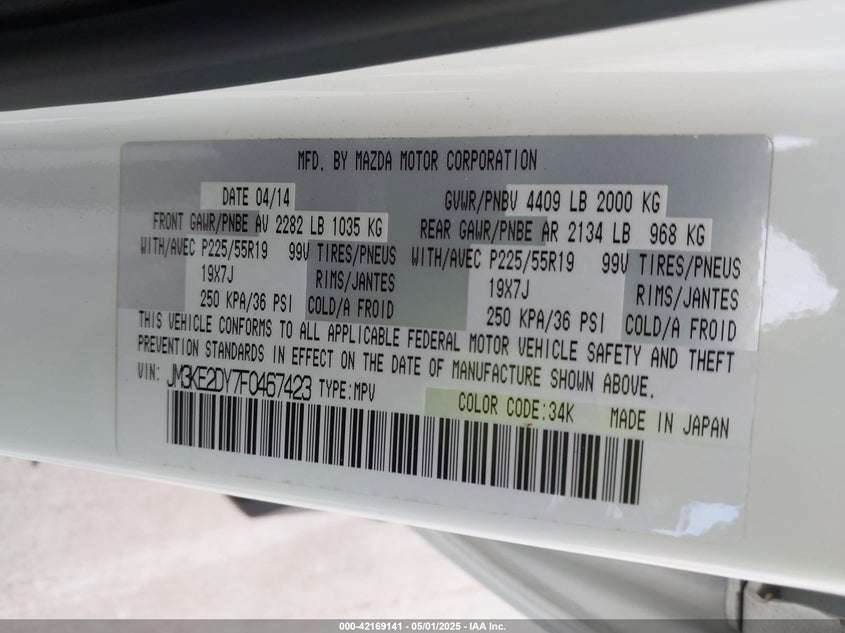 MFD. BY MAZDA MOTOR CORPORATION
DATE 04/14 GVWR/PNBV 4409 LB 2000 KG
FRONT GAWR/PNBE AV 2282 LB 1035 KG REAR GAWR/PNBE AR 2134 LB 968 KG
WITH/AVEC P225/55R19 99V TIRES/PNEUS WITH/AVEC P225/55R19 99V TIRES/PNEUS
19X7J RIMS/JANTES 19X7J RIMS/JANTES
250 KPA/36 PSI COLD/A FROID 250 KPA/36 PSI COLD/A FROID
THIS VEHICLE CONFORMS TO ALL APPLICABLE FEDERAL MOTOR VEHICLE SAFETY AND THEFT
PREVENTION STANDARDS IN EFFECT ON THE DATE OF MANUFACTURE SHOWN ABOVE.
VIN: JM3KE2DY7F0467423 TYPE:MPV
COLOR CODE:34K MADE IN JAPAN
000-42169141 - 05/01/2025 - IAA Inc.